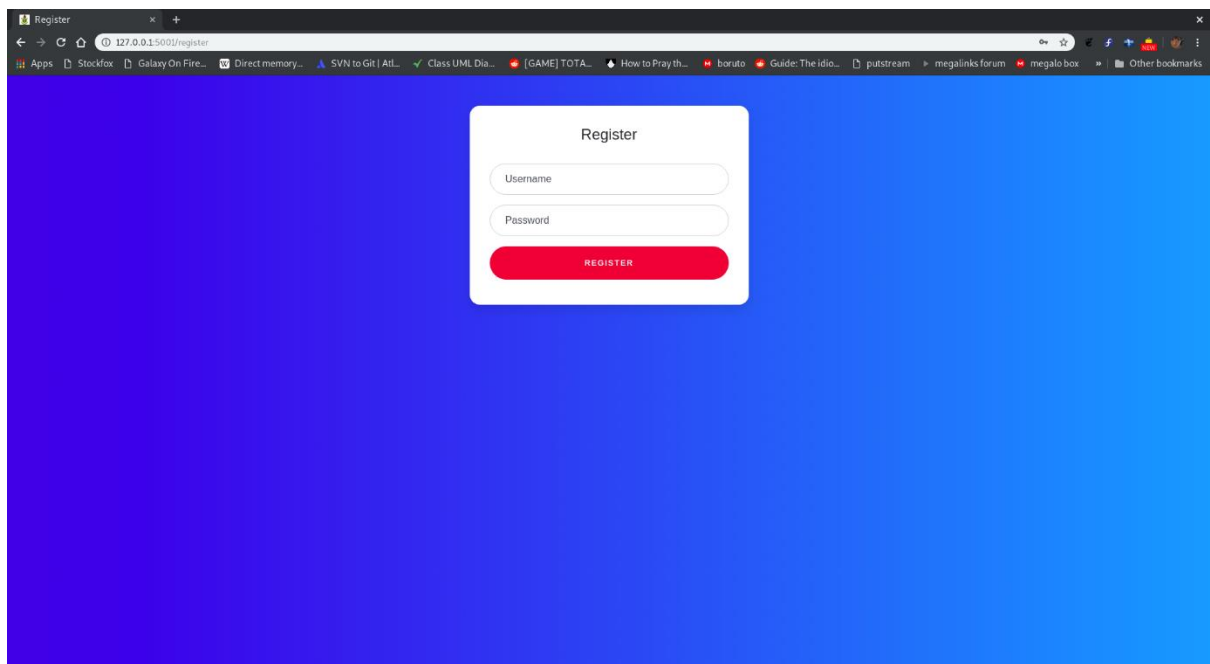 Register
127.0.0.1:5001/register
Apps Stockfox Galaxy On Fire... Direct memory... SVN to Git | Atl... Class UML Dia... [GAME] TOTA... How to Pray th... boruto Guide: The idio... putstream megalinks forum megalo box » Other bookmarks
Register
Username
Password
REGISTER